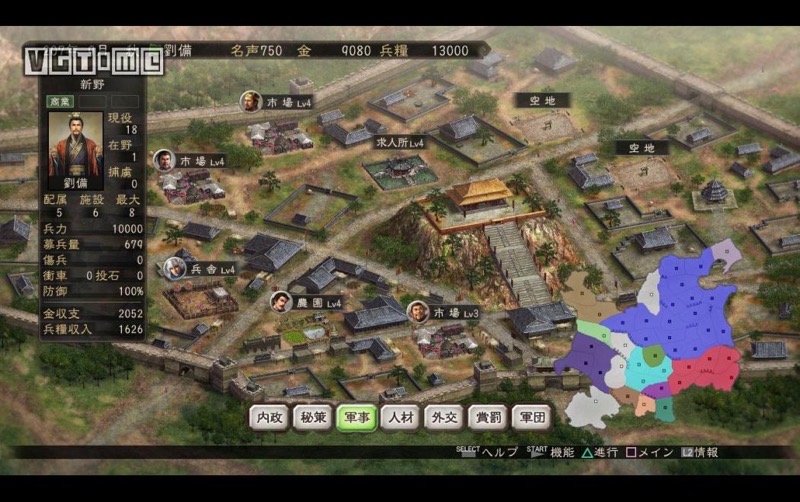 VGTIME
劉備 名声 750 金 9080 兵糧 13000
新野
商業
現役 18
在野 1
捕虜 0
劉備
配属 施設 最大
5 6 8
兵力 10000
募兵量 679
傷兵 0
衝車 0 投石 0
防御 100%
金収支 2052
兵糧収入 1626
市場 Lv4
空地
求人所 Lv4
空地
市場 Lv4
兵舎 Lv4
農園 Lv4
市場 Lv3
内政 秘策 軍事 人材 外交 賞罰 軍団
SELECT ヘルプ START 機能 △進行 □メイン L2情報